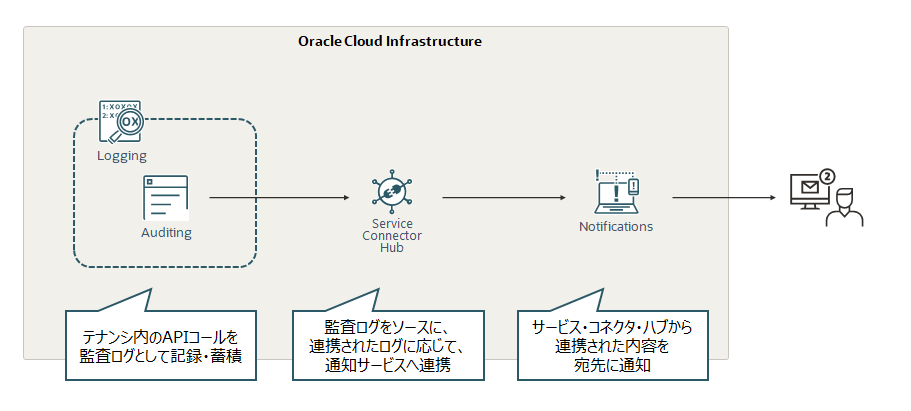 Oracle Cloud Infrastructure
1: X O X O X
2: X
OX
Logging
Auditing
Service
Connector
Hub
Notifications
2
テナンシ内のAPIコールを
監査ログとして記録・蓄積
監査ログをソースに、
連携されたログに応じて、
通知サービスへ連携
サービス・コネクタ・ハブから
連携された内容を
宛先に通知